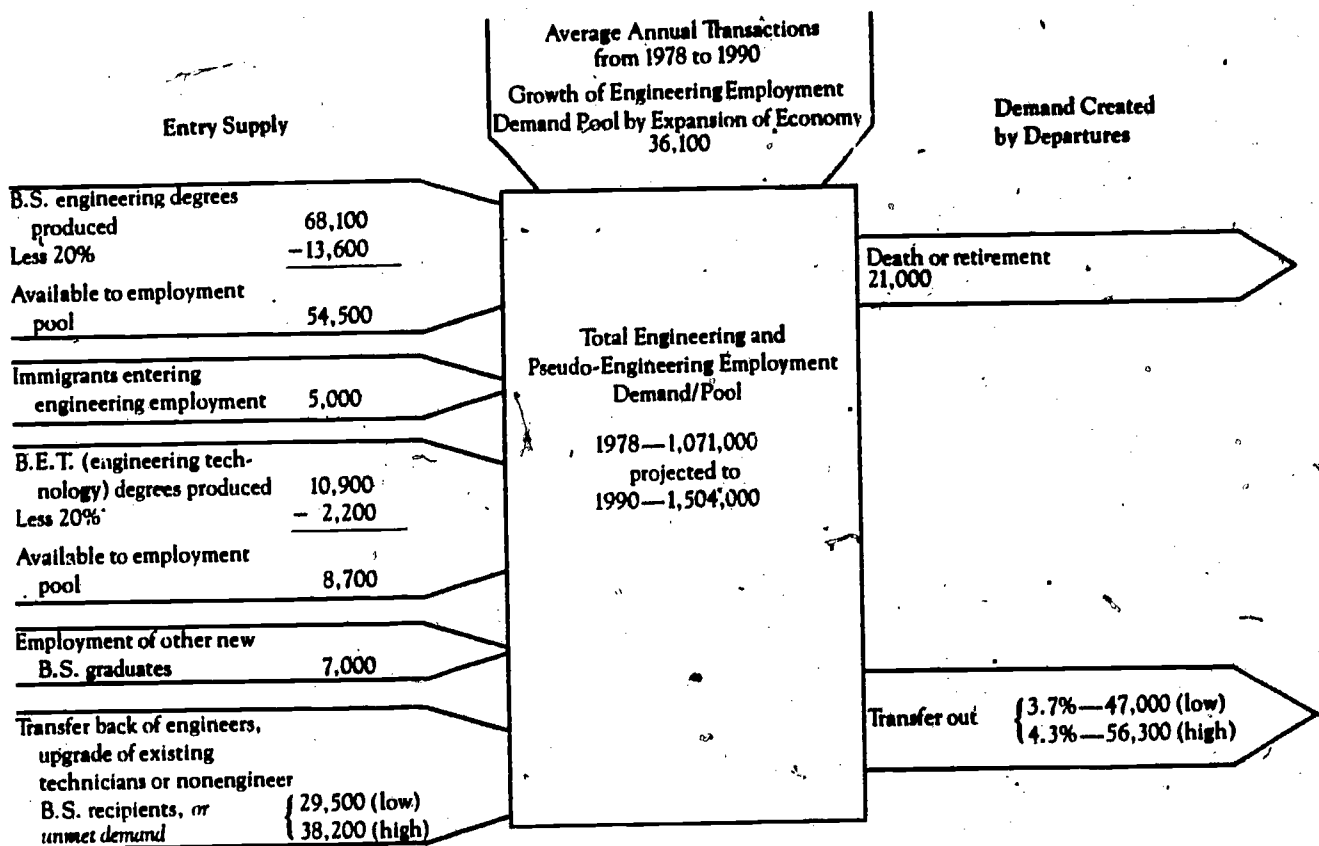 Average Annual Transactions
from 1978 to 1990
Growth of Engineering Employment
Demand Pool by Expansion of Economy
36,100
Entry Supply
Demand Created
by Departures
B.S. engineering degrees
produced 68,100
Less 20% −13,600
Available to employment
pool 54,500
Immigrants entering
engineering employment 5,000
B.E.T. (engineering tech-
nology) degrees produced 10,900
Less 20% − 2,200
Available to employment
pool 8,700
Employment of other new
B.S. graduates 7,000
Transfer back of engineers,
upgrade of existing
technicians or nonengineer
B.S. recipients, or { 29,500 (low)
unmet demand { 38,200 (high)
Total Engineering and
Pseudo-Engineering Employment
Demand/Pool
1978—1,071,000
projected to
1990—1,504,000
Death or retirement
21,000
Transfer out { 3.7%—47,000 (low)
4.3%—56,300 (high)